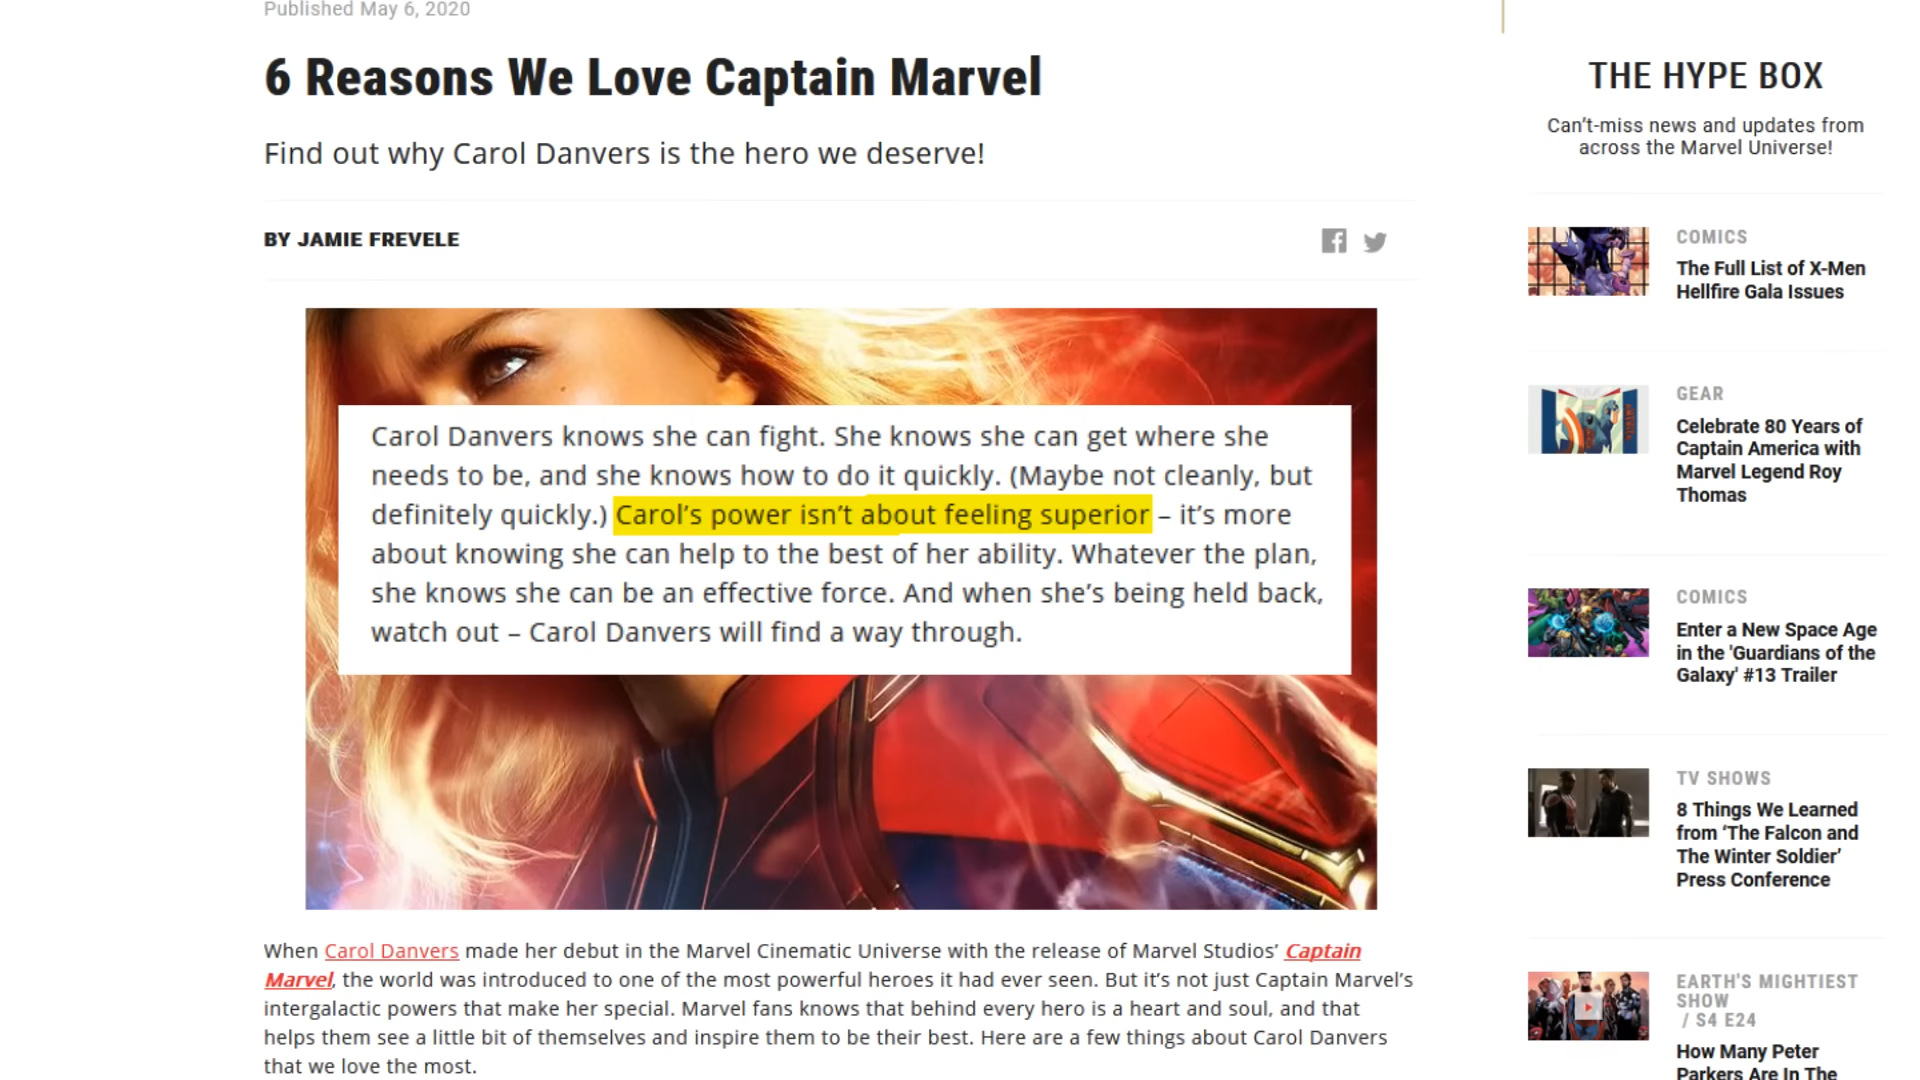 Published May 6, 2020
6 Reasons We Love Captain Marvel
Find out why Carol Danvers is the hero we deserve!
BY JAMIE FREVELE
Carol Danvers knows she can fight. She knows she can get where she
needs to be, and she knows how to do it quickly. (Maybe not cleanly, but
definitely quickly.) Carol’s power isn’t about feeling superior – it’s more
about knowing she can help to the best of her ability. Whatever the plan,
she knows she can be an effective force. And when she’s being held back,
watch out – Carol Danvers will find a way through.
When Carol Danvers made her debut in the Marvel Cinematic Universe with the release of Marvel Studios’ Captain
Marvel, the world was introduced to one of the most powerful heroes it had ever seen. But it’s not just Captain Marvel’s
intergalactic powers that make her special. Marvel fans knows that behind every hero is a heart and soul, and that
helps them see a little bit of themselves and inspire them to be their best. Here are a few things about Carol Danvers
that we love the most.
THE HYPE BOX
Can’t-miss news and updates from
across the Marvel Universe!
COMICS
The Full List of X-Men
Hellfire Gala Issues
GEAR
Celebrate 80 Years of
Captain America with
Marvel Legend Roy
Thomas
COMICS
Enter a New Space Age
in the 'Guardians of the
Galaxy' #13 Trailer
TV SHOWS
8 Things We Learned
from ‘The Falcon and
The Winter Soldier’
Press Conference
EARTH'S MIGHTIEST
SHOW
/ S4 E24
How Many Peter
Parkers Are In The